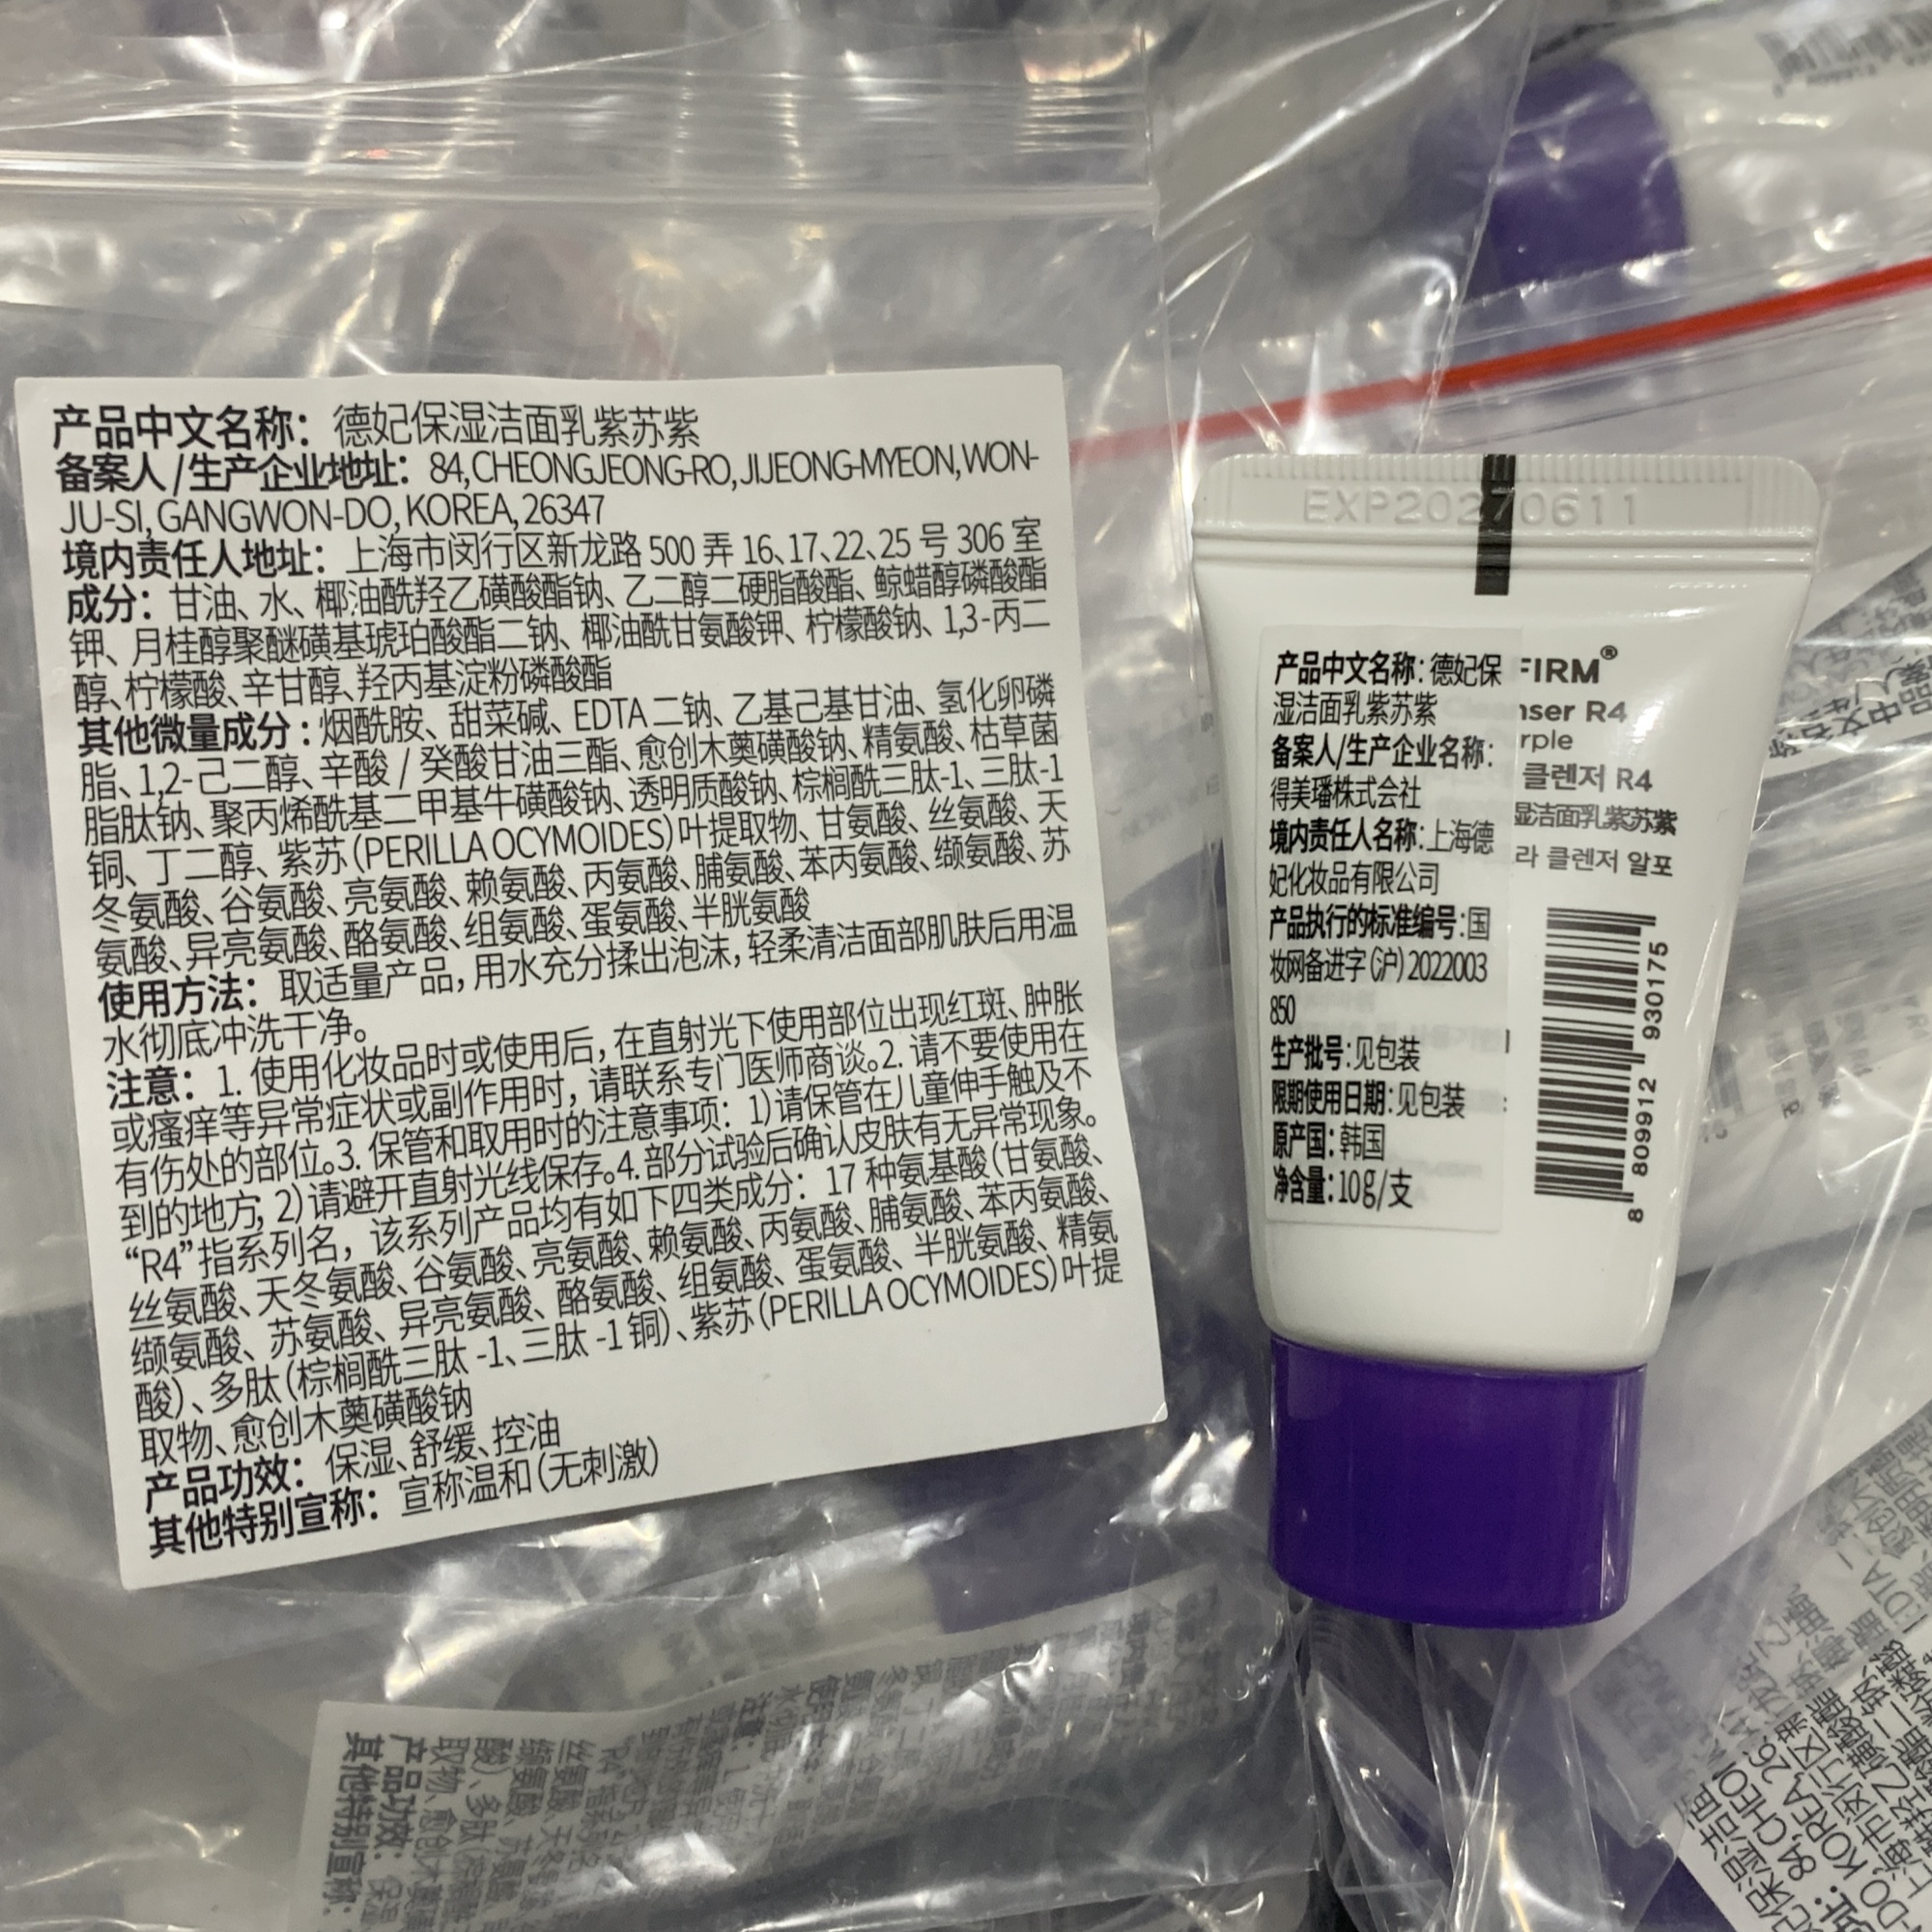 产品中文名称：德妃保湿洁面乳紫苏紫
备案人/生产企业地址：84,CHEONGJEONG-RO,JIJEONG-MYEON,WON-
JU-SI,GANGWON-DO,KOREA,26347
境内责任人地址：上海市闵行区新龙路500弄16、17、22、25号306室
成分：甘油、水、椰油酰羟乙磺酸酯钠、乙二醇二硬脂酸酯、鲸蜡醇磷酸酯
钾、月桂醇聚醚磺基琥珀酸酯二钠、椰油酰甘氨酸钾、柠檬酸钠、1,3-丙二
醇、柠檬酸、辛甘醇、羟丙基淀粉磷酸酯
其他微量成分：烟酰胺、甜菜碱、EDTA二钠、乙基己基甘油、氢化卵磷
脂、1,2-己二醇、辛酸/癸酸甘油三酯、愈创木薁磺酸钠、精氨酸、枯草菌
脂肽钠、聚丙烯酰基二甲基牛磺酸钠、透明质酸钠、棕榈酰三肽-1、三肽-1
铜、丁二醇、紫苏(PERILLA OCYMOIDES)叶提取物、甘氨酸、丝氨酸、天
冬氨酸、谷氨酸、亮氨酸、赖氨酸、丙氨酸、脯氨酸、苯丙氨酸、缬氨酸、苏
氨酸、异亮氨酸、酪氨酸、组氨酸、蛋氨酸、半胱氨酸
使用方法：取适量产品，用水充分揉出泡沫，轻柔清洁面部肌肤后用温
水彻底冲洗干净。
注意：1. 使用化妆品时或使用后，在直射光下使用部位出现红斑、肿胀
或瘙痒等异常症状或副作用时，请联系专门医师商谈。2. 请不要使用在
有伤处的部位。3. 保管和取用时的注意事项：1)请保管在儿童伸手触及不
到的地方；2)请避开直射光线保存。4.部分试验后确认皮肤有无异常现象。
“R4”指系列名，该系列产品均有如下四类成分：17种氨基酸(甘氨酸、
丝氨酸、天冬氨酸、谷氨酸、亮氨酸、赖氨酸、丙氨酸、脯氨酸、苯丙氨酸、
缬氨酸、苏氨酸、异亮氨酸、酪氨酸、组氨酸、蛋氨酸、半胱氨酸、精氨
酸)、多肽(棕榈酰三肽-1、三肽-1铜)、紫苏(PERILLA OCYMOIDES)叶提
取物、愈创木薁磺酸钠
产品功效：保湿、舒缓、控油
其他特别宣称：宣称温和(无刺激)
EXP20270611
FIRM®
nser R4
rple
클렌저 R4
湿洁面乳紫苏紫
라 클렌저 알포
产品中文名称：德妃保
湿洁面乳紫苏紫
备案人/生产企业名称：
得美璠株式会社
境内责任人名称：上海德
妃化妆品有限公司
产品执行的标准编号：国
妆网备进字(沪)2022003
850
生产批号：见包装
限期使用日期：见包装
原产国：韩国
净含量：10g/支
8 809912 930175